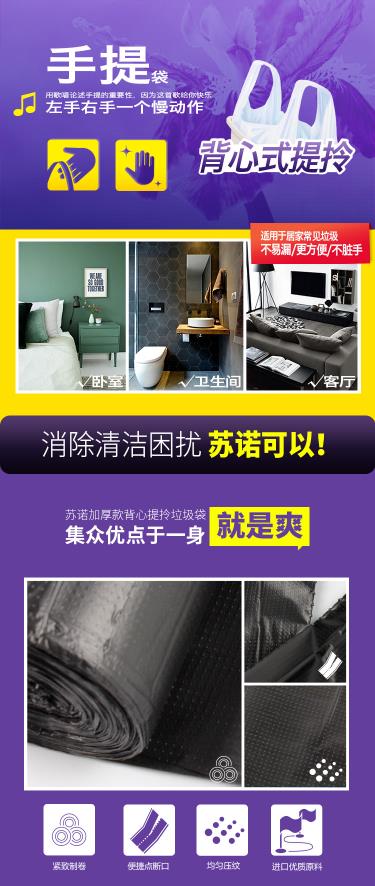 手提袋
用歌唱论述手提的重要性，因为这首歌给你快乐
左手右手一个慢动作
背心式提拎
适用于居家常见垃圾
不易漏/更方便/不脏手
WE ARE
SO GOOD
TOGETHER
卧室
卫生间
客厅
消除清洁困扰 苏诺可以！
苏诺加厚款背心提拎垃圾袋
集众优点于一身
就是爽
紧致制卷
便捷点断口
均匀压纹
进口优质原料